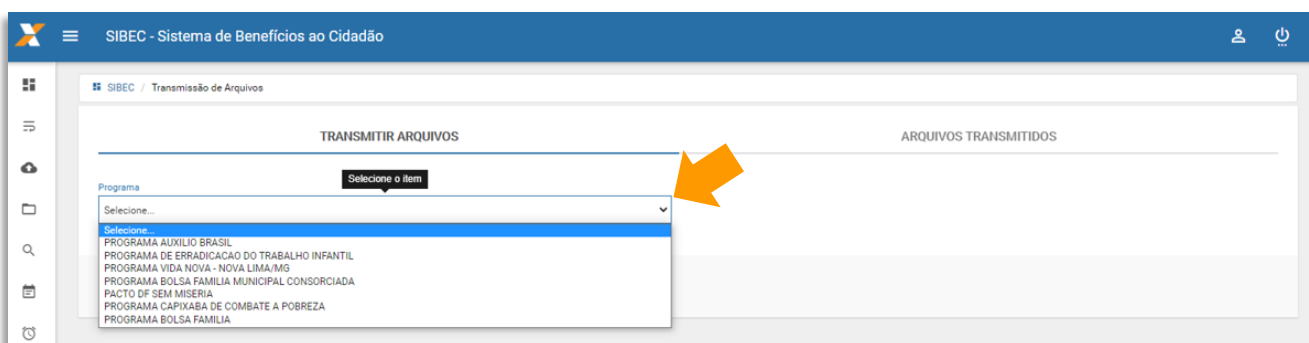 SIBEC - Sistema de Benefícios ao Cidadão
SIBEC / Transmissão de Arquivos
TRANSMITIR ARQUIVOS
ARQUIVOS TRANSMITIDOS
Selecione o item
Programa
Selecione...
Selecione...
PROGRAMA AUXILIO BRASIL
PROGRAMA DE ERRADICACAO DO TRABALHO INFANTIL
PROGRAMA VIDA NOVA - NOVA LIMA/MG
PROGRAMA BOLSA FAMILIA MUNICIPAL CONSORCIADA
PACTO DF SEM MISERIA
PROGRAMA CAPIXABA DE COMBATE A POBREZA
PROGRAMA BOLSA FAMILIA